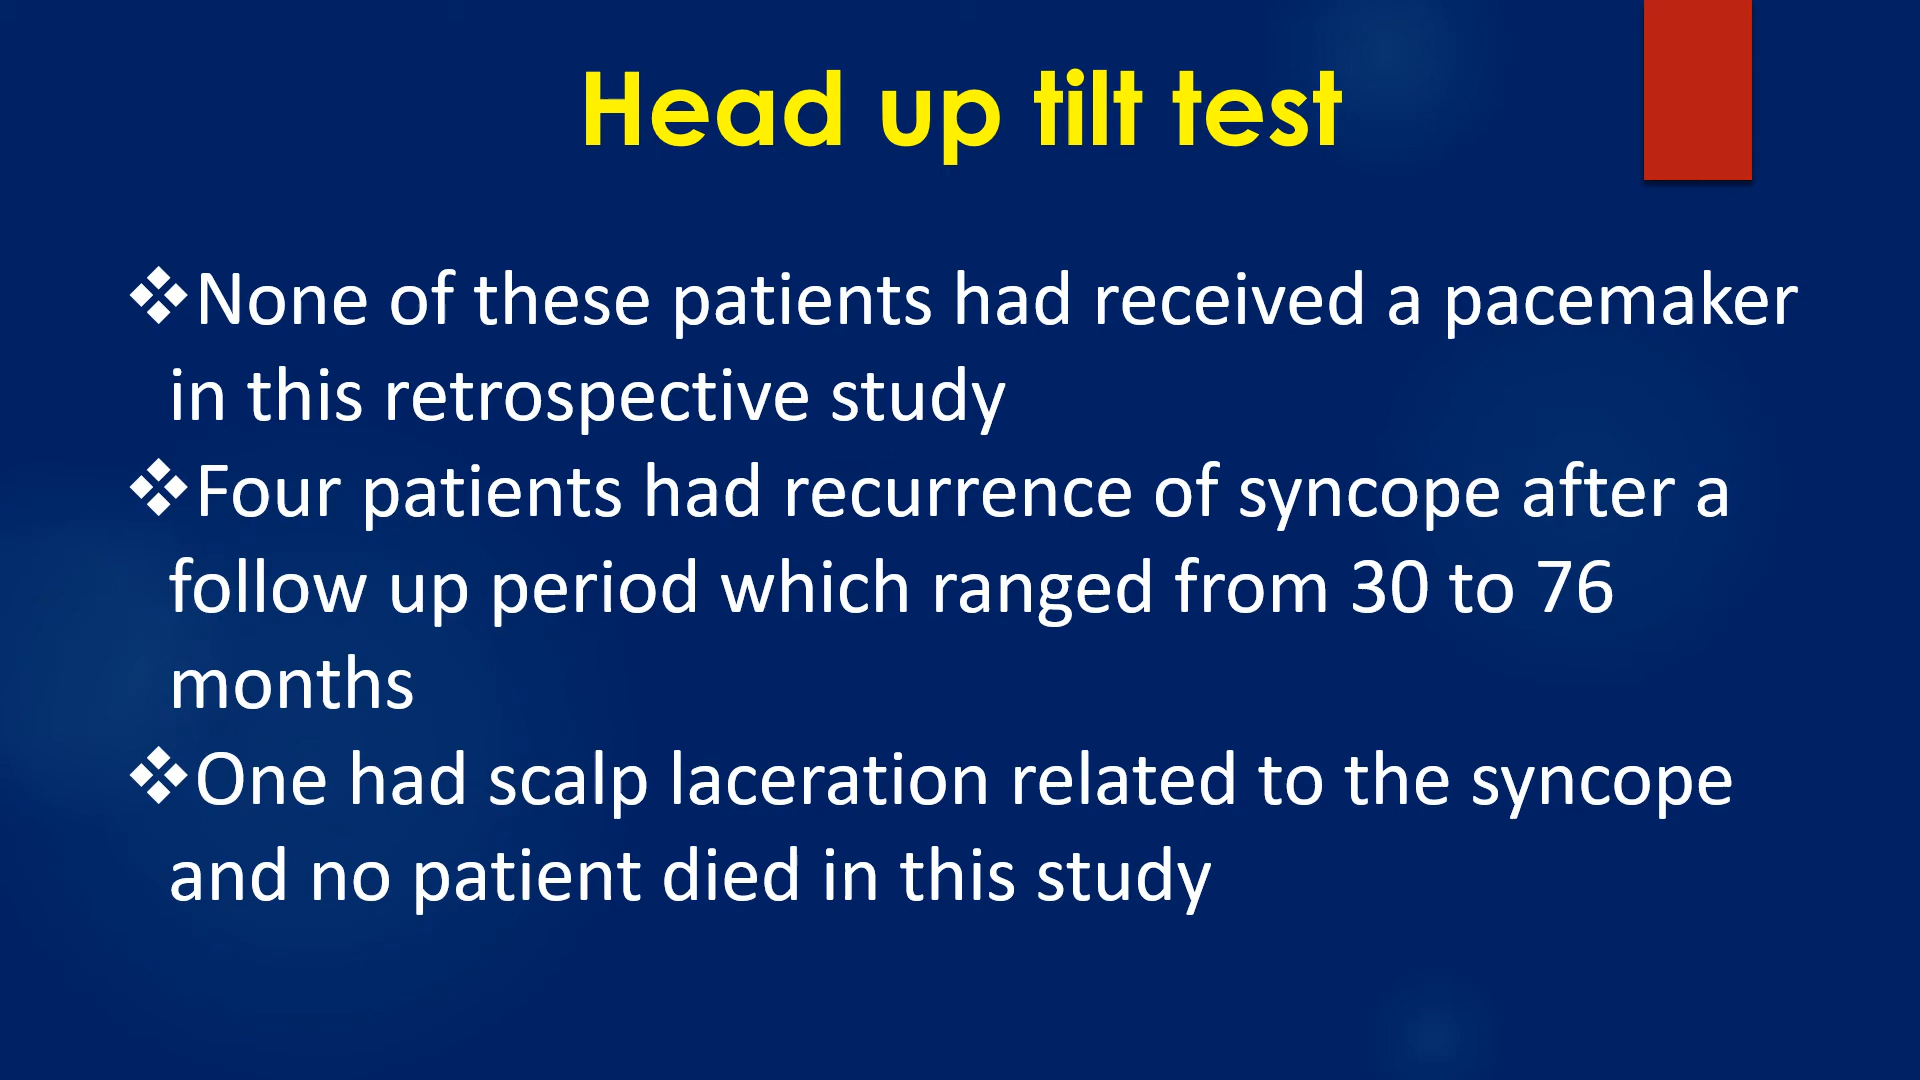 Head up tilt test
❖None of these patients had received a pacemaker
in this retrospective study
❖Four patients had recurrence of syncope after a
follow up period which ranged from 30 to 76
months
❖One had scalp laceration related to the syncope
and no patient died in this study